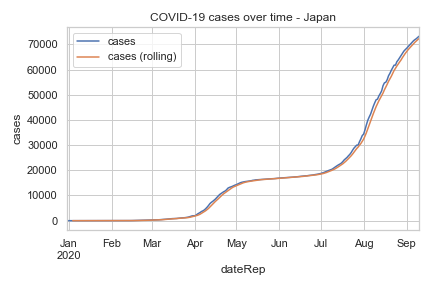 COVID-19 cases over time - Japan
cases
cases (rolling)
70000
60000
50000
40000
30000
20000
10000
0
cases
Jan Feb Mar Apr May Jun Jul Aug Sep
2020
dateRep